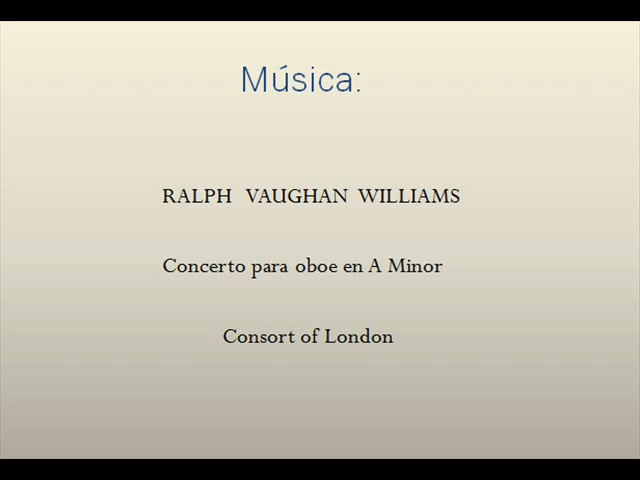 Música:
RALPH VAUGHAN WILLIAMS
Concerto para oboe en A Minor
Consort of London